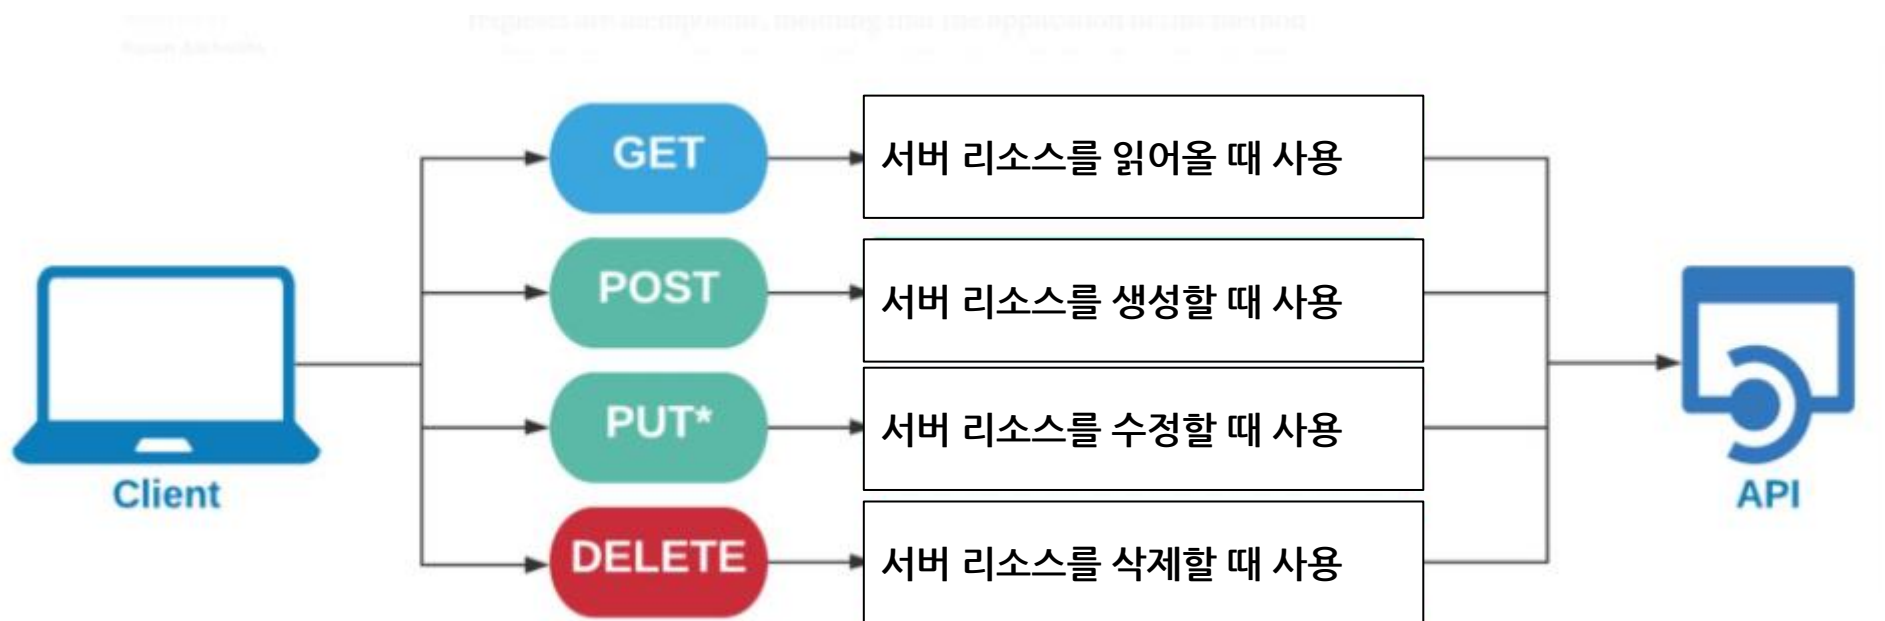 GET
서버 리소스를 읽어올 때 사용
POST
서버 리소스를 생성할 때 사용
PUT*
서버 리소스를 수정할 때 사용
DELETE
서버 리소스를 삭제할 때 사용
Client
API